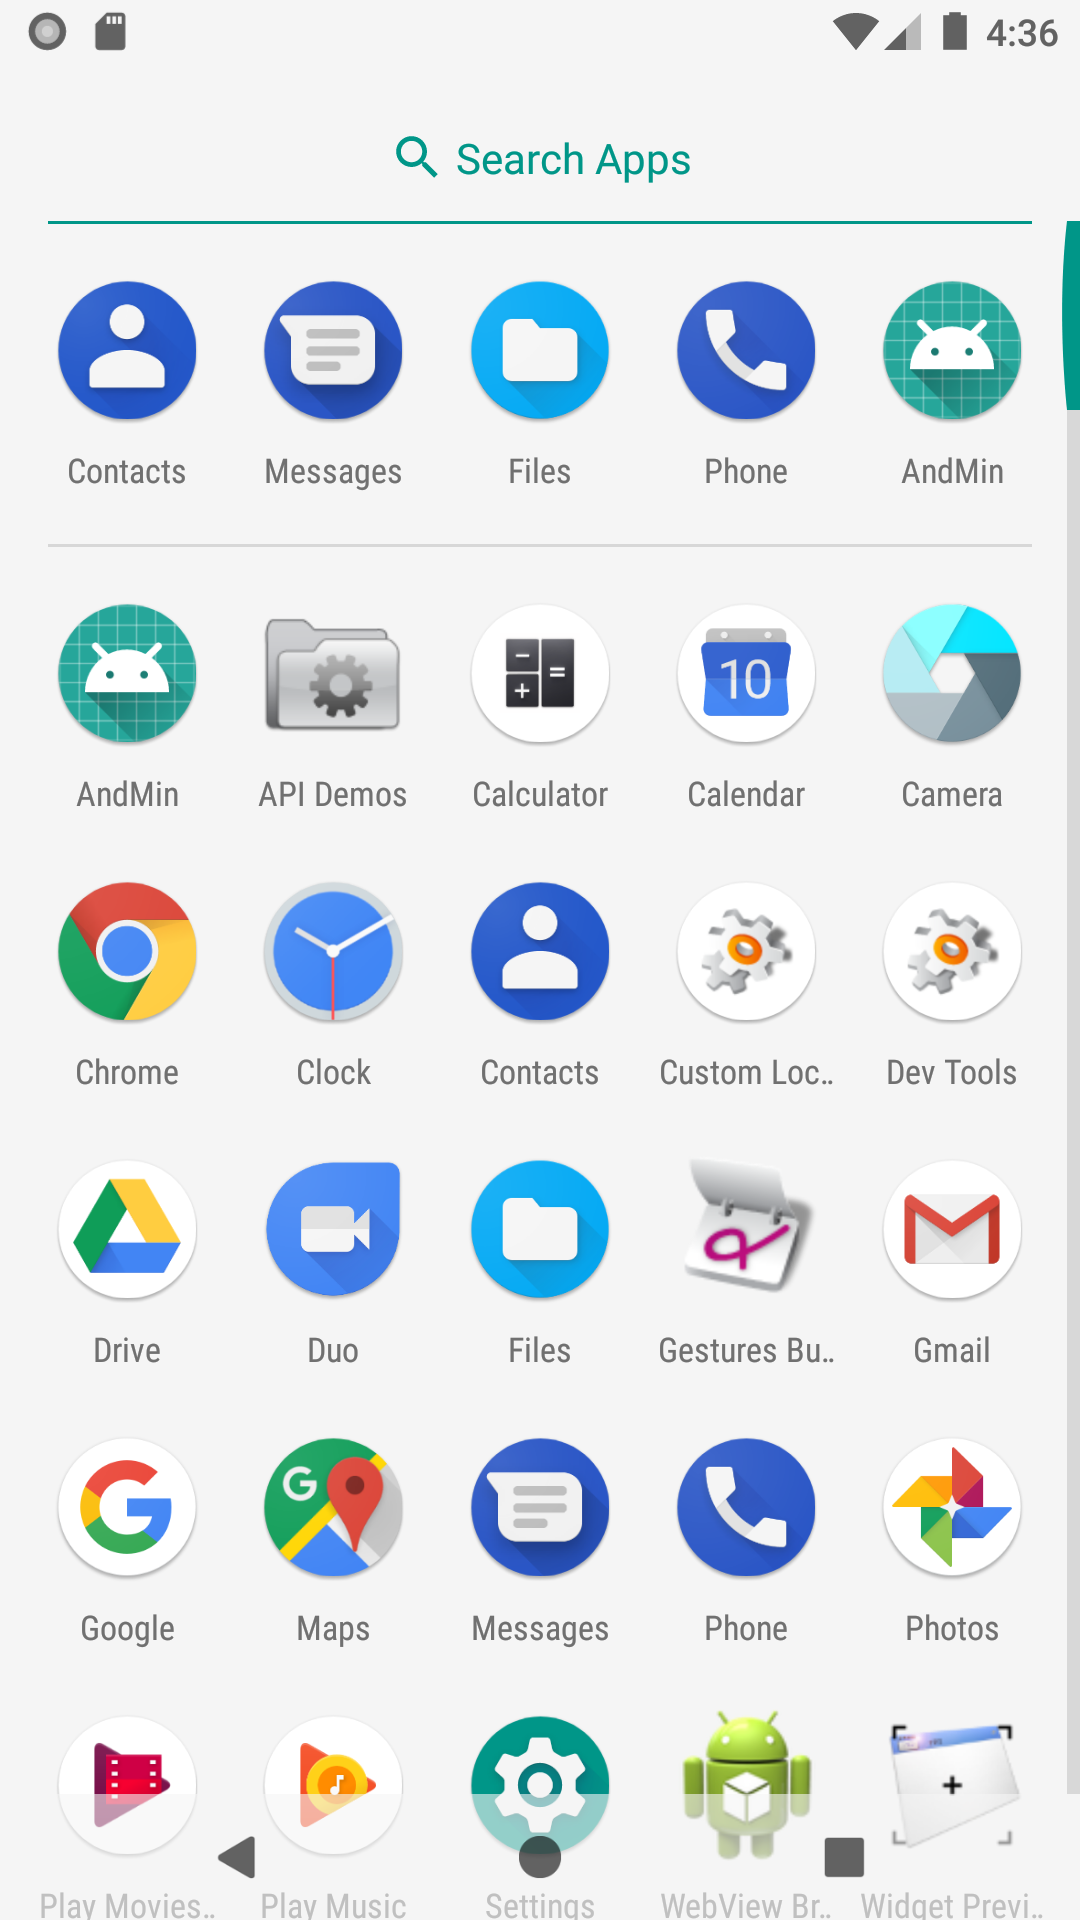 4:36
Search Apps
Contacts Messages Files Phone AndMin
10
AndMin API Demos Calculator Calendar Camera
Chrome Clock Contacts Custom Loc.. Dev Tools
Drive Duo Files Gestures Bu.. Gmail
G G
Google Maps Messages Phone Photos
Play Movies.. Play Music Settings WebView Br.. Widget Previ..